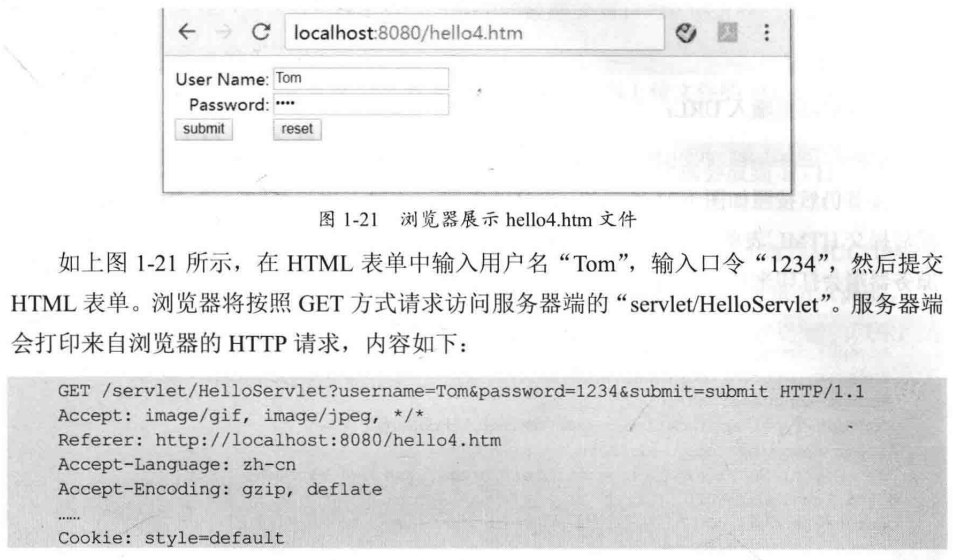 localhost:8080/hello4.htm
User Name: Tom
Password: ••••
submit reset
图 1-21 浏览器展示 hello4.htm 文件
如上图 1-21 所示，在 HTML 表单中输入用户名“Tom”，输入口令“1234”，然后提交
HTML 表单。浏览器将按照 GET 方式请求访问服务器端的“servlet/HelloServlet”。服务器端
会打印来自浏览器的 HTTP 请求，内容如下：
GET /servlet/HelloServlet?username=Tom&password=1234&submit=submit HTTP/1.1
Accept: image/gif, image/jpeg, */*
Referer: http://localhost:8080/hello4.htm
Accept-Language: zh-cn
Accept-Encoding: gzip, deflate
……
Cookie: style=default